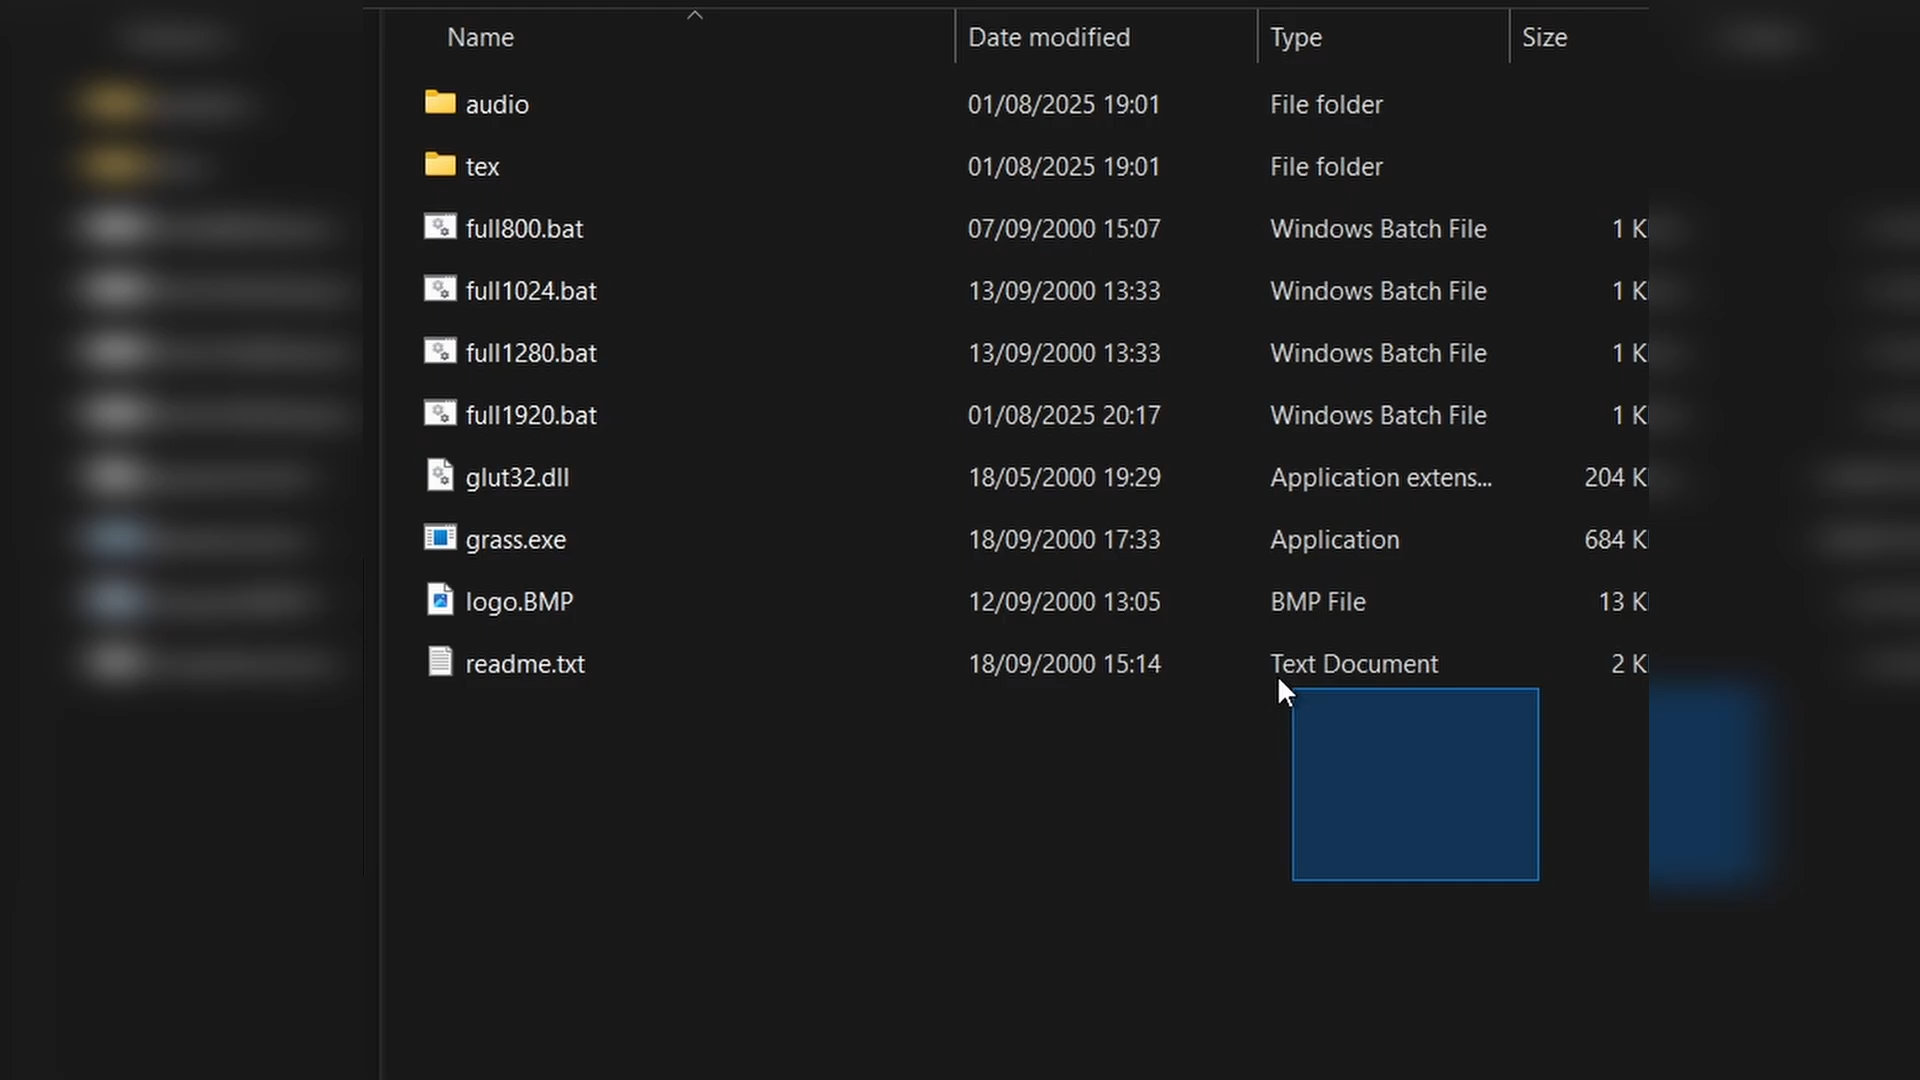 Name Date modified Type Size
audio 01/08/2025 19:01 File folder
tex 01/08/2025 19:01 File folder
full800.bat 07/09/2000 15:07 Windows Batch File 1 K
full1024.bat 13/09/2000 13:33 Windows Batch File 1 K
full1280.bat 13/09/2000 13:33 Windows Batch File 1 K
full1920.bat 01/08/2025 20:17 Windows Batch File 1 K
glut32.dll 18/05/2000 19:29 Application extens... 204 K
grass.exe 18/09/2000 17:33 Application 684 K
logo.BMP 12/09/2000 13:05 BMP File 13 K
readme.txt 18/09/2000 15:14 Text Document 2 K